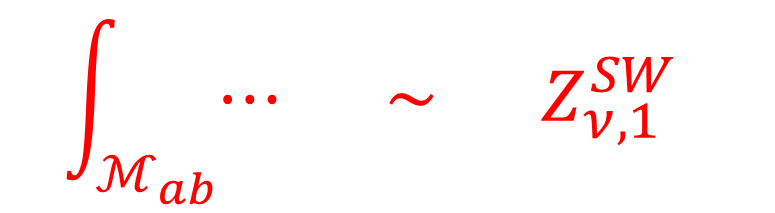 ∫_{ℳ_{ab}} ⋯ ~ Z^{SW}_{ν,1}